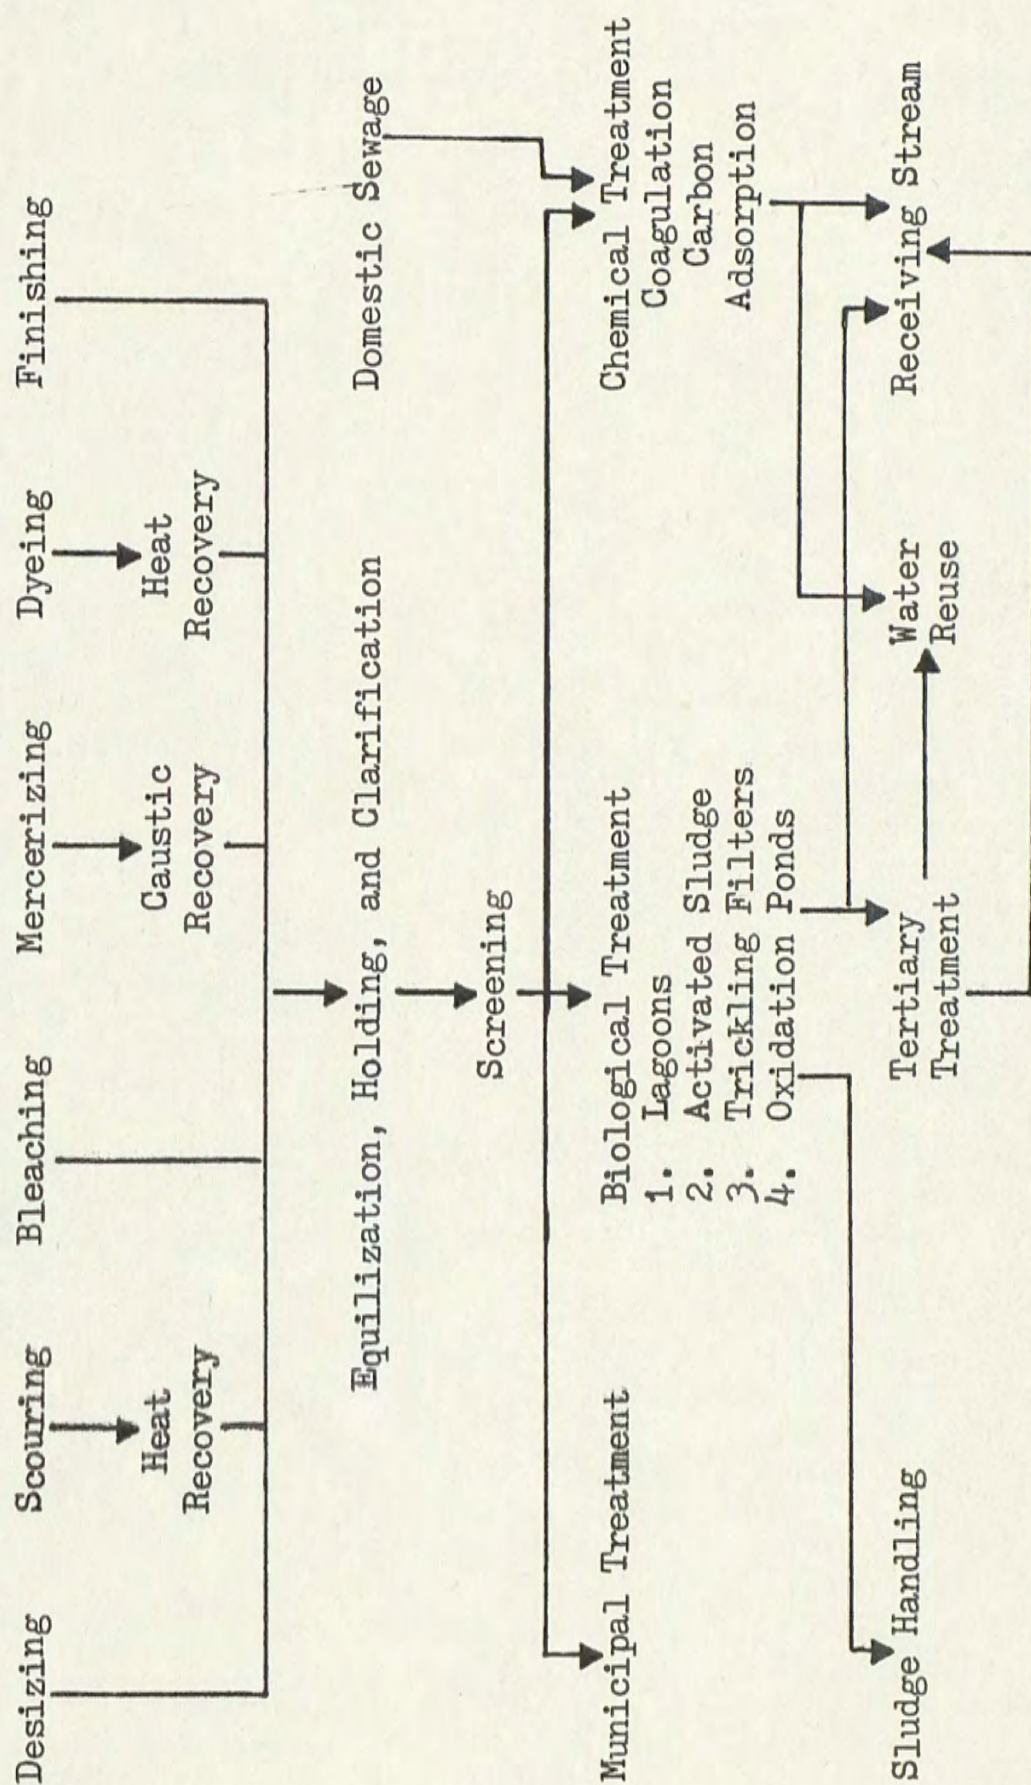 Desizing
Scouring
Bleaching
Mercerizing
Dyeing
Finishing
Heat
Recovery
Caustic
Recovery
Heat
Recovery
Equilization, Holding, and Clarification
Domestic Sewage
Screening
Municipal Treatment
Biological Treatment
1. Lagoons
2. Activated Sludge
3. Trickling Filters
4. Oxidation Ponds
Chemical Treatment
Coagulation
Carbon
Adsorption
Sludge Handling
Tertiary
Treatment
Water
Reuse
Receiving Stream